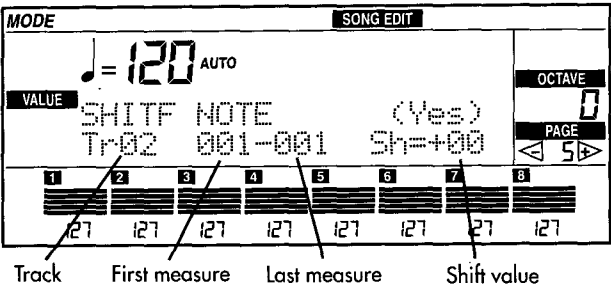 MODE SONG EDIT
♩=120 AUTO
OCTAVE
VALUE
0
SHITF NOTE (Yes)
PAGE
Tr02 001-001 Sh=+00
- 5 +
1 2 3 4 5 6 7 8
127 127 127 127 127 127 127 127
Track First measure Last measure Shift value